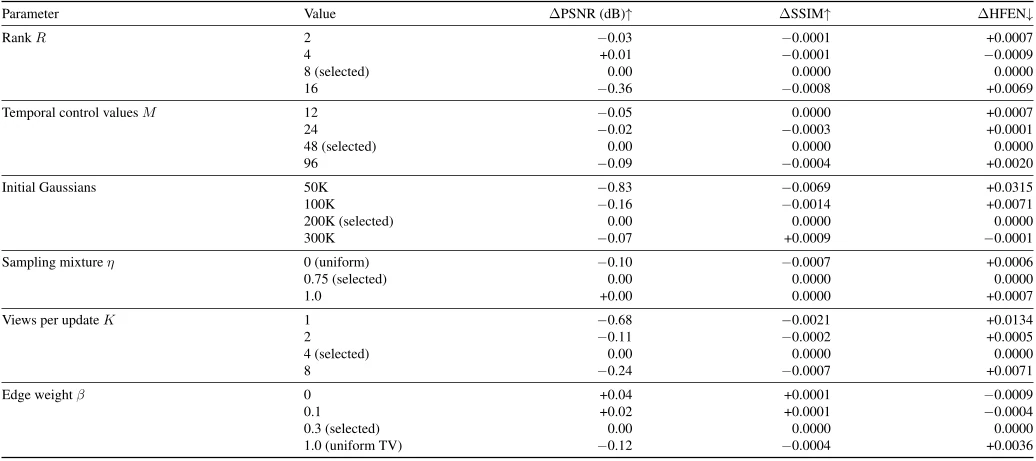 Parameter Value ΔPSNR (dB)↑ ΔSSIM↑ ΔHFEN↓
Rank R 2 −0.03 −0.0001 +0.0007
4 +0.01 −0.0001 −0.0009
8 (selected) 0.00 0.0000 0.0000
16 −0.36 −0.0008 +0.0069
Temporal control values M 12 −0.05 0.0000 +0.0007
24 −0.02 −0.0003 +0.0001
48 (selected) 0.00 0.0000 0.0000
96 −0.09 −0.0004 +0.0020
Initial Gaussians 50K −0.83 −0.0069 +0.0315
100K −0.16 −0.0014 +0.0071
200K (selected) 0.00 0.0000 0.0000
300K −0.07 +0.0009 −0.0001
Sampling mixture η 0 (uniform) −0.10 −0.0007 +0.0006
0.75 (selected) 0.00 0.0000 0.0000
1.0 +0.00 0.0000 +0.0007
Views per update K 1 −0.68 −0.0021 +0.0134
2 −0.11 −0.0002 +0.0005
4 (selected) 0.00 0.0000 0.0000
8 −0.24 −0.0007 +0.0071
Edge weight β 0 +0.04 +0.0001 −0.0009
0.1 +0.02 +0.0001 −0.0004
0.3 (selected) 0.00 0.0000 0.0000
1.0 (uniform TV) −0.12 −0.0004 +0.0036